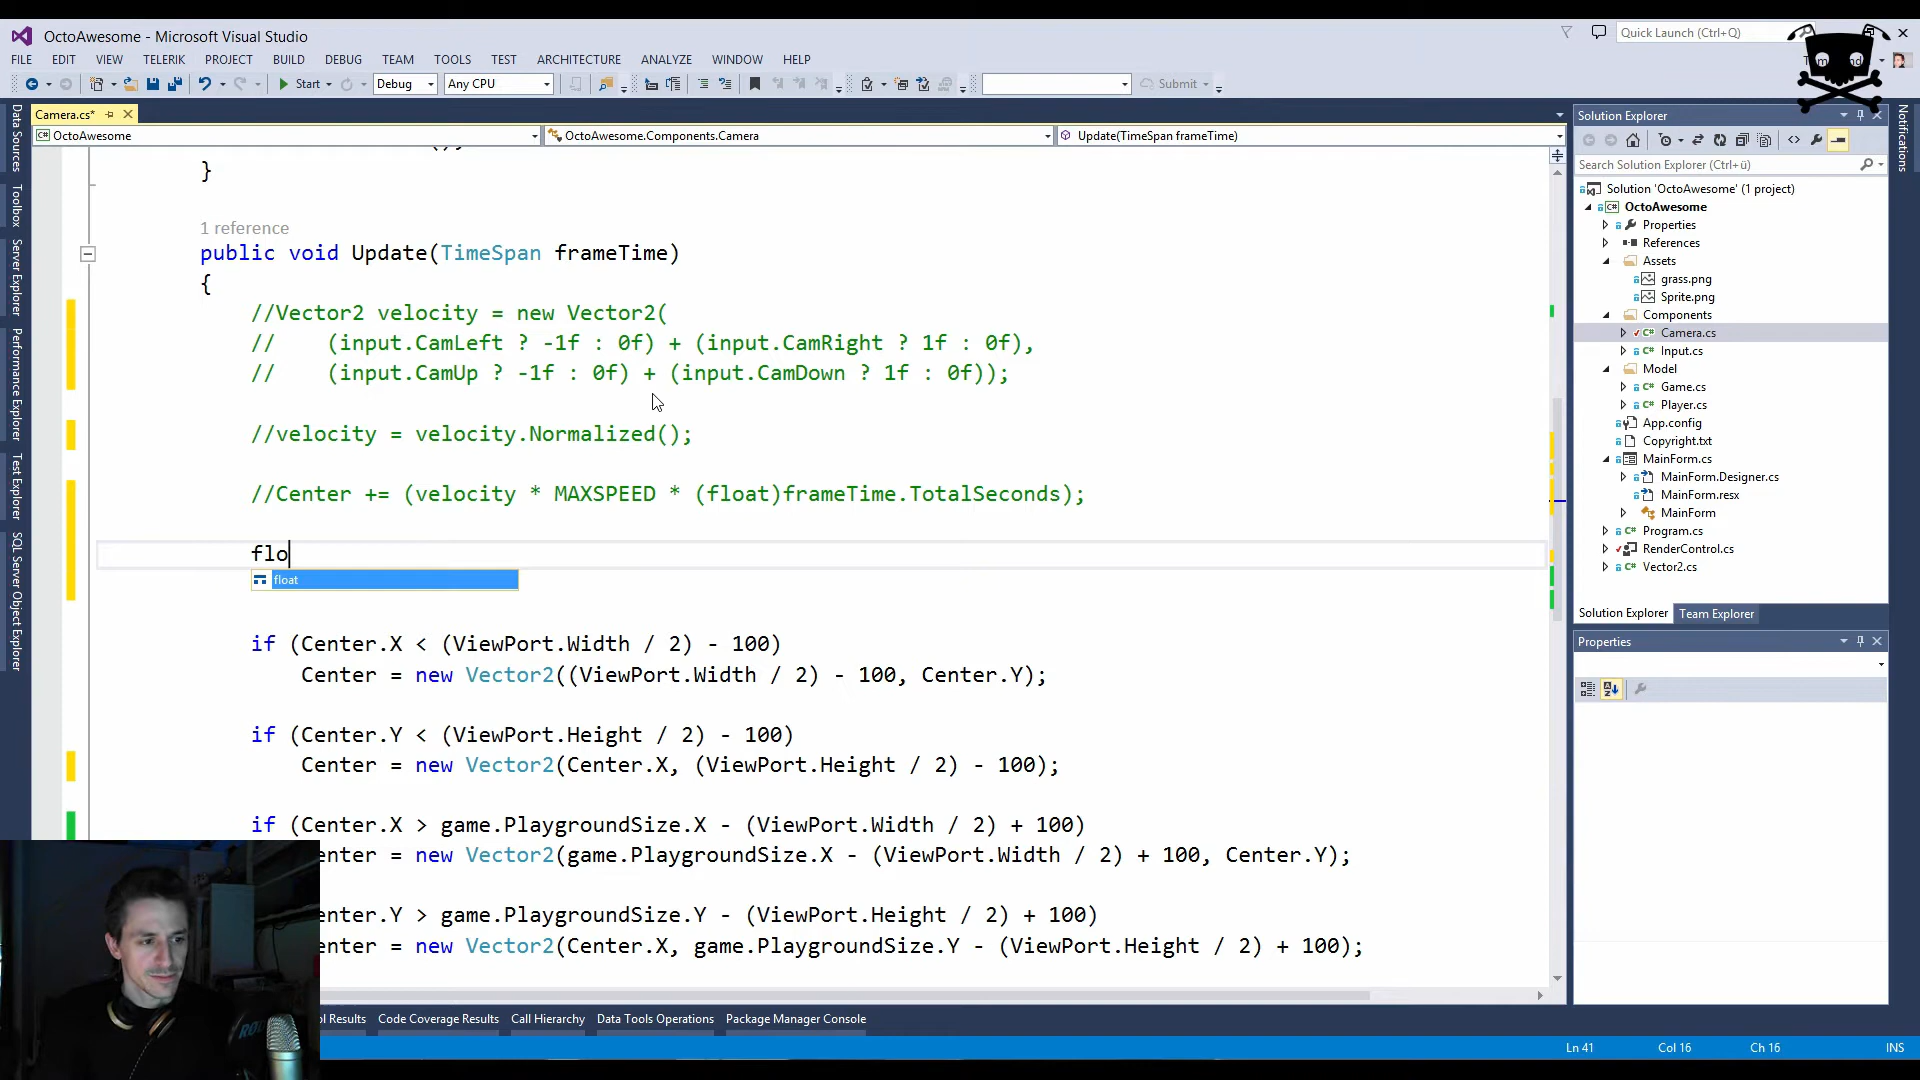 OctoAwesome - Microsoft Visual Studio
Quick Launch (Ctrl+Q)
FILE EDIT VIEW TELERIK PROJECT BUILD DEBUG TEAM TOOLS TEST ARCHITECTURE ANALYZE WINDOW HELP
Start Debug Any CPU Submit
Camera.cs*
OctoAwesome OctoAwesome.Components.Camera Update(TimeSpan frameTime)
Data Sources
Toolbox
Server Explorer
Performance Explorer
Test Explorer
SQL Server Object Explorer
}
1 reference
public void Update(TimeSpan frameTime)
{
//Vector2 velocity = new Vector2(
//    (input.CamLeft ? -1f : 0f) + (input.CamRight ? 1f : 0f),
//    (input.CamUp ? -1f : 0f) + (input.CamDown ? 1f : 0f));
//velocity = velocity.Normalized();
//Center += (velocity * MAXSPEED * (float)frameTime.TotalSeconds);
flo
float
if (Center.X < (ViewPort.Width / 2) - 100)
Center = new Vector2((ViewPort.Width / 2) - 100, Center.Y);
if (Center.Y < (ViewPort.Height / 2) - 100)
Center = new Vector2(Center.X, (ViewPort.Height / 2) - 100);
if (Center.X > game.PlaygroundSize.X - (ViewPort.Width / 2) + 100)
enter = new Vector2(game.PlaygroundSize.X - (ViewPort.Width / 2) + 100, Center.Y);
enter.Y > game.PlaygroundSize.Y - (ViewPort.Height / 2) + 100)
enter = new Vector2(Center.X, game.PlaygroundSize.Y - (ViewPort.Height / 2) + 100);
Solution Explorer
Search Solution Explorer (Ctrl+ü)
Solution 'OctoAwesome' (1 project)
OctoAwesome
Properties
References
Assets
grass.png
Sprite.png
Components
Camera.cs
Input.cs
Model
Game.cs
Player.cs
App.config
Copyright.txt
MainForm.cs
MainForm.Designer.cs
MainForm.resx
MainForm
Program.cs
RenderControl.cs
Vector2.cs
Solution Explorer Team Explorer
Properties
Notifications
ol Results Code Coverage Results Call Hierarchy Data Tools Operations Package Manager Console
Ln 41 Col 16 Ch 16 INS